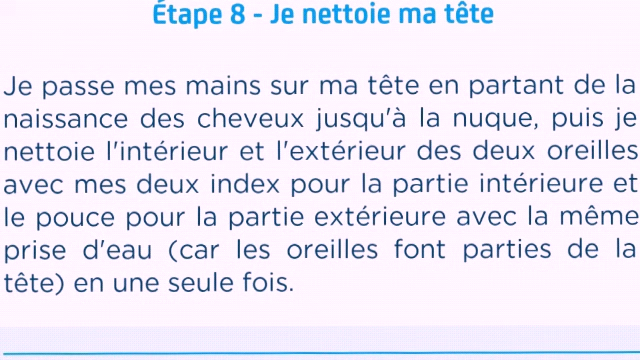 Étape 8 - Je nettoie ma tête
Je passe mes mains sur ma tête en partant de la
naissance des cheveux jusqu'à la nuque, puis je
nettoie l'intérieur et l'extérieur des deux oreilles
avec mes deux index pour la partie intérieure et
le pouce pour la partie extérieure avec la même
prise d'eau (car les oreilles font parties de la
tête) en une seule fois.